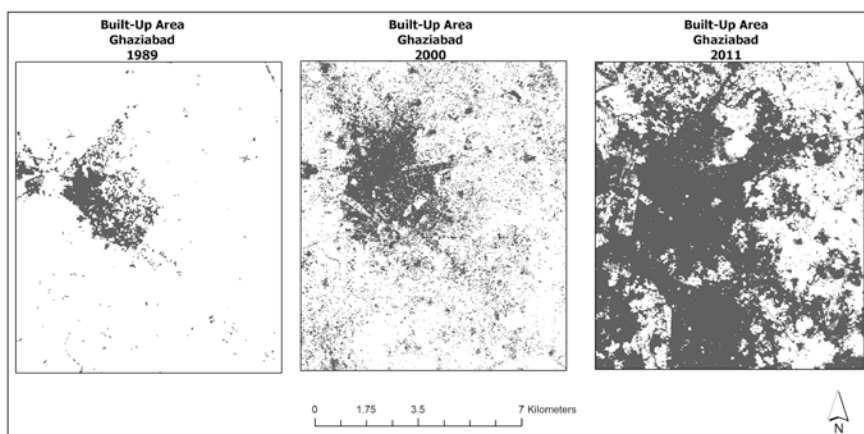 Built-Up Area
Ghaziabad
1989
Built-Up Area
Ghaziabad
2000
Built-Up Area
Ghaziabad
2011
0 1.75 3.5 7 Kilometers
N